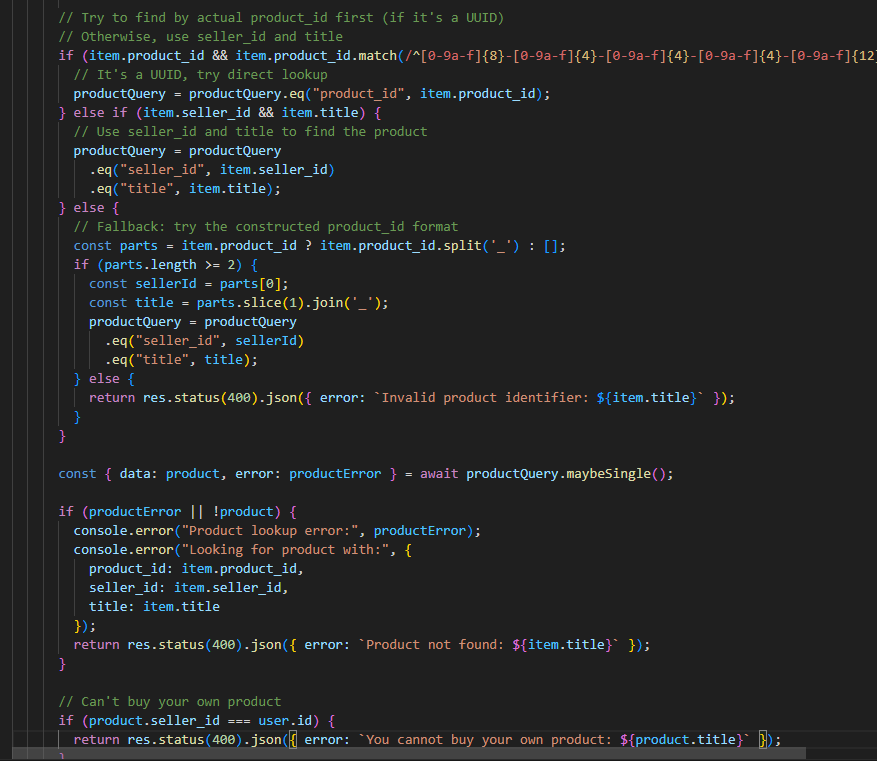 // Try to find by actual product_id first (if it's a UUID)
// Otherwise, use seller_id and title
if (item.product_id && item.product_id.match(/^[0-9a-f]{8}-[0-9a-f]{4}-[0-9a-f]{4}-[0-9a-f]{4}-[0-9a-f]{12
// It's a UUID, try direct lookup
productQuery = productQuery.eq("product_id", item.product_id);
} else if (item.seller_id && item.title) {
// Use seller_id and title to find the product
productQuery = productQuery
.eq("seller_id", item.seller_id)
.eq("title", item.title);
} else {
// Fallback: try the constructed product_id format
const parts = item.product_id ? item.product_id.split('_') : [];
if (parts.length >= 2) {
const sellerId = parts[0];
const title = parts.slice(1).join('_');
productQuery = productQuery
.eq("seller_id", sellerId)
.eq("title", title);
} else {
return res.status(400).json({ error: `Invalid product identifier: ${item.title}` });
}
}
const { data: product, error: productError } = await productQuery.maybeSingle();
if (productError || !product) {
console.error("Product lookup error:", productError);
console.error("Looking for product with:", {
product_id: item.product_id,
seller_id: item.seller_id,
title: item.title
});
return res.status(400).json({ error: `Product not found: ${item.title}` });
}
// Can't buy your own product
if (product.seller_id === user.id) {
return res.status(400).json({ error: `You cannot buy your own product: ${product.title}` });